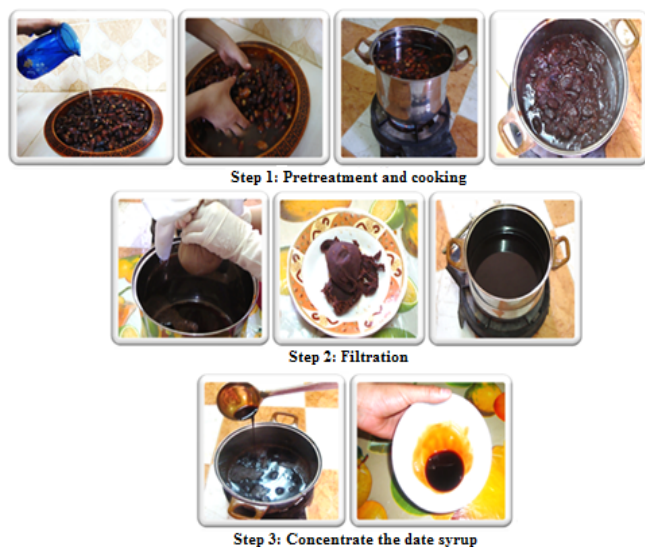 Step 1: Pretreatment and cooking
Step 2: Filtration
Step 3: Concentrate the date syrup